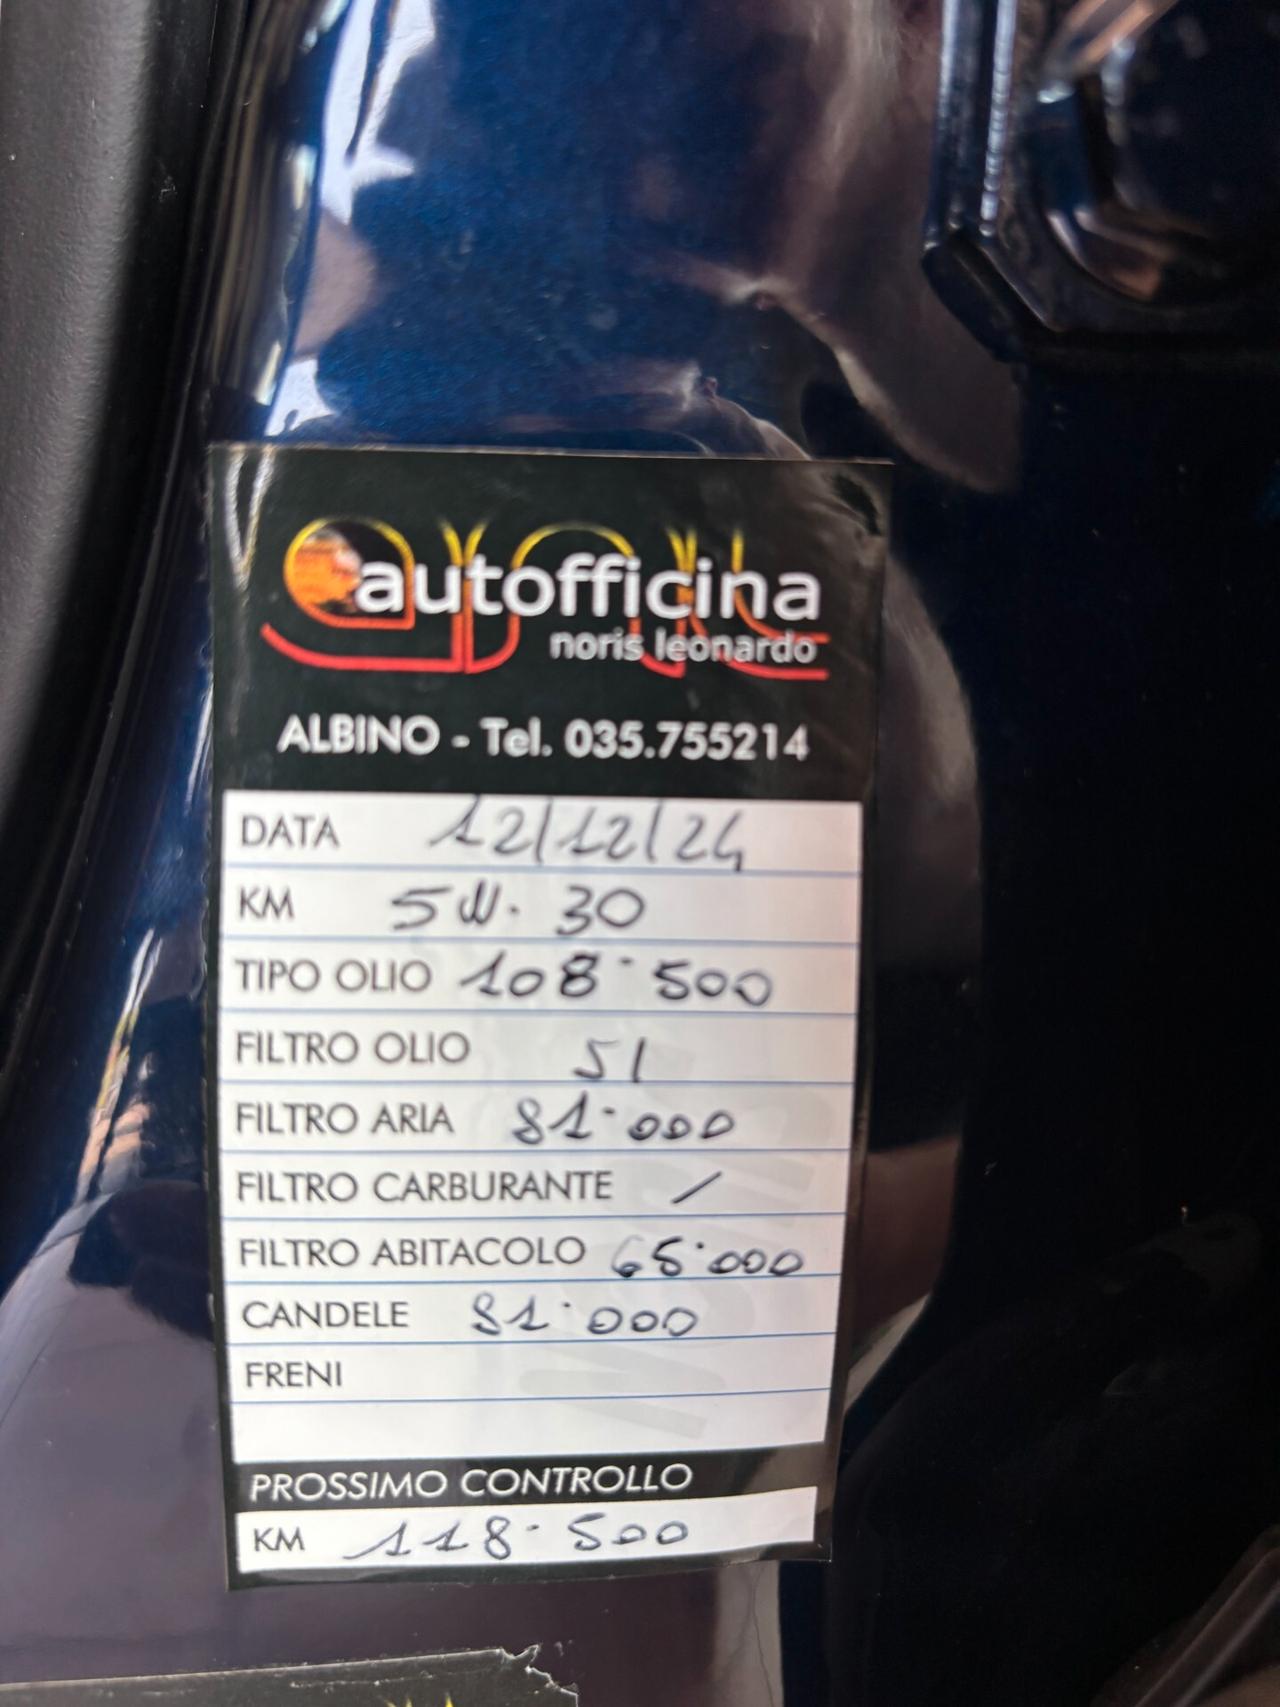 autofficina
noris leonardo
ALBINO - Tel. 035.755214
DATA 12/12/24
KM 5W. 30
TIPO OLIO 108˙500
FILTRO OLIO SI
FILTRO ARIA 81˙000
FILTRO CARBURANTE /
FILTRO ABITACOLO 65˙000
CANDELE 81˙000
FRENI
PROSSIMO CONTROLLO
KM 118˙500